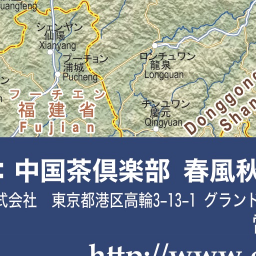 シェンヤン
仙陽
Xianyang
プーチョン
浦城
Pucheng
ロンチュワン
龍泉
Longquan
フーチエン
福建省
Fujian
チンユワン
慶元
Qingyuan
Donggon
Shan
：中国茶倶楽部 春風秋
式会社 東京都港区高輪3-13-1 グランド
http://www.